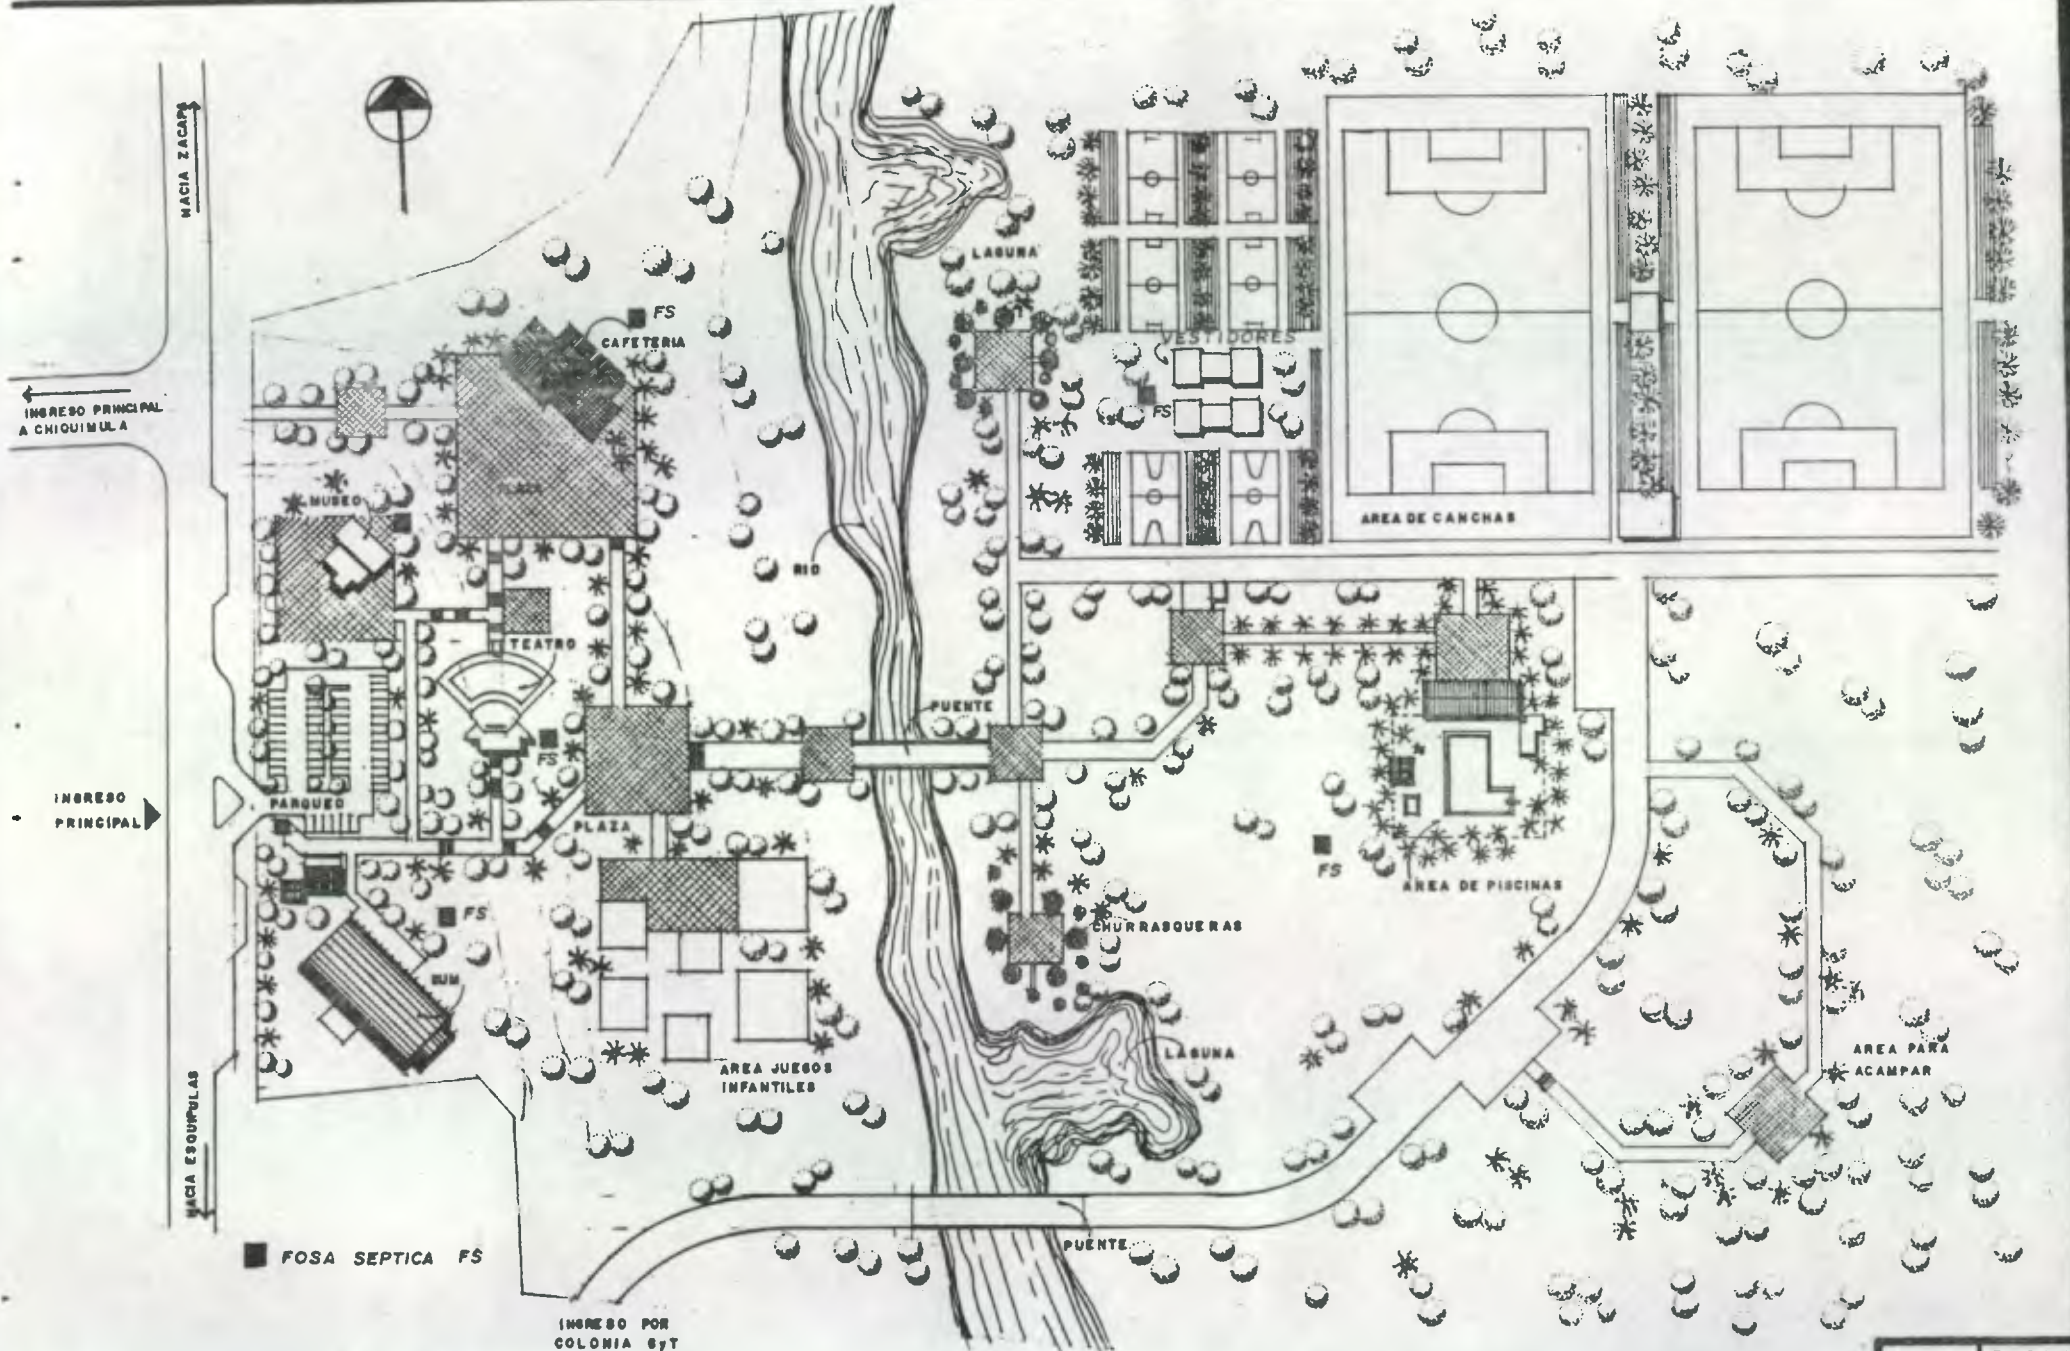 HACIA ZACAPA
INGRESO PRINCIPAL
A CHIQUIMULA
FS
CAFETERIA
PLAZA
MUSEO
LAGUNA
VESTIDORES
FS
AREA DE CANCHAS
RIO
TEATRO
PUENTE
FS
INGRESO
PRINCIPAL
PARQUEO
PLAZA
FS
AREA DE PISCINAS
FS
CHURRASQUERAS
SUM
LAGUNA
AREA JUEGOS
INFANTILES
AREA PARA
ACAMPAR
HACIA ESQUIPULAS
FOSA SEPTICA FS
PUENTE
INGRESO POR
COLONIA GyT